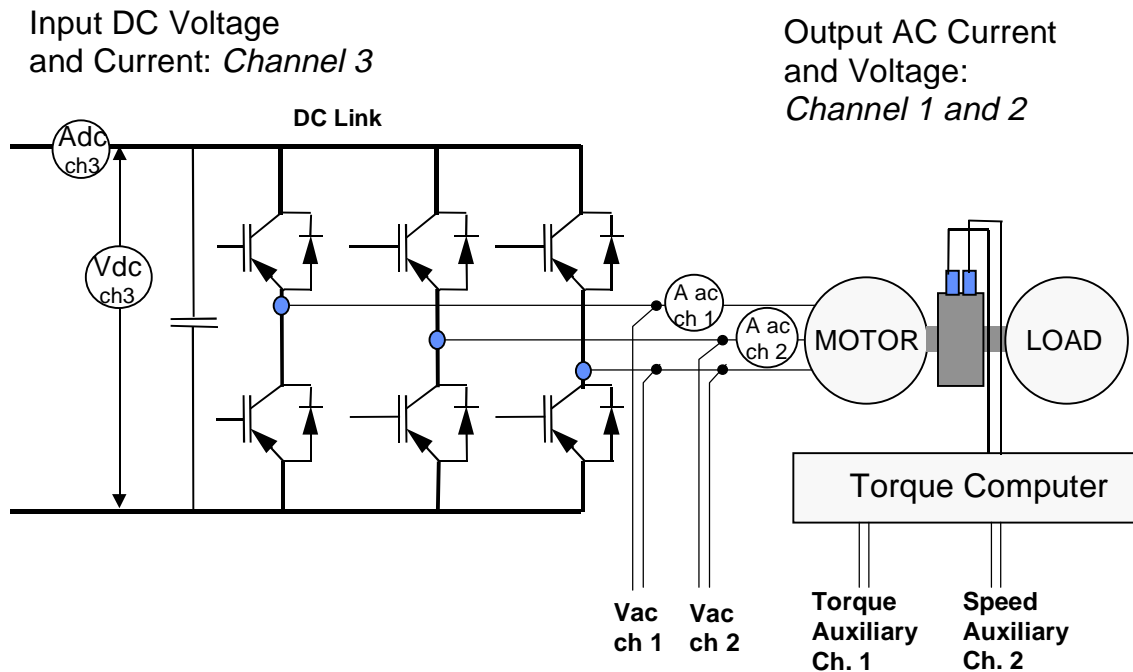 Input DC Voltage
and Current: Channel 3
Output AC Current
and Voltage:
Channel 1 and 2
DC Link
Adc
ch3
Vdc
ch3
A ac
ch 1
A ac
ch 2
MOTOR
LOAD
Torque Computer
Vac
ch 1
Vac
ch 2
Torque
Auxiliary
Ch. 1
Speed
Auxiliary
Ch. 2